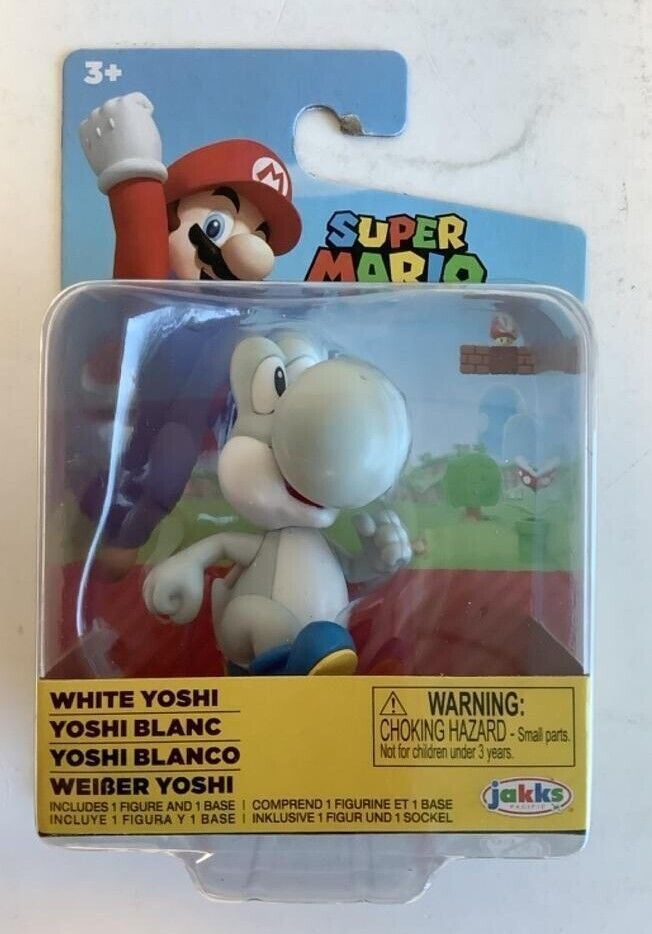 3+
M
SUPER
MARIO
WHITE YOSHI
YOSHI BLANC
YOSHI BLANCO
WEIßER YOSHI
INCLUDES 1 FIGURE AND 1 BASE | COMPREND 1 FIGURINE ET 1 BASE
INCLUYE 1 FIGURA Y 1 BASE | INKLUSIVE 1 FIGUR UND 1 SOCKEL
WARNING:
CHOKING HAZARD - Small parts.
Not for children under 3 years.
jakks
PACIFIC